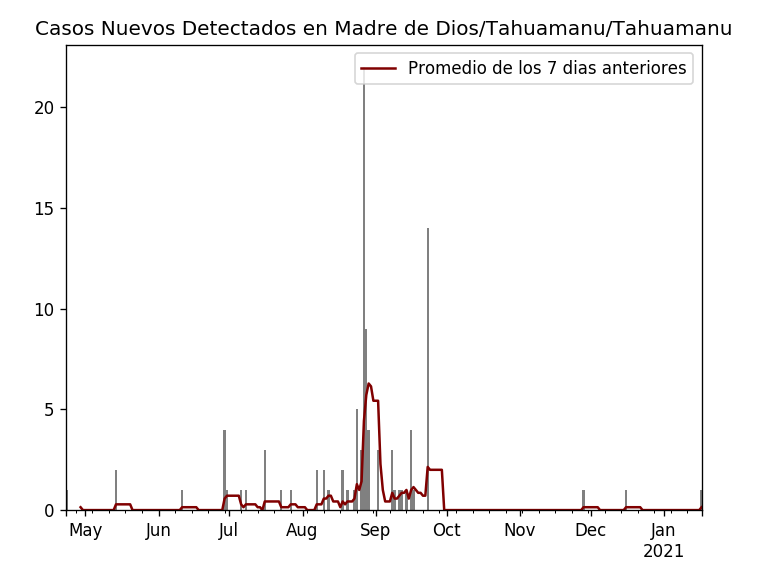 Casos Nuevos Detectados en Madre de Dios/Tahuamanu/Tahuamanu
Promedio de los 7 dias anteriores
20
15
10
5
0
May Jun Jul Aug Sep Oct Nov Dec Jan
2021